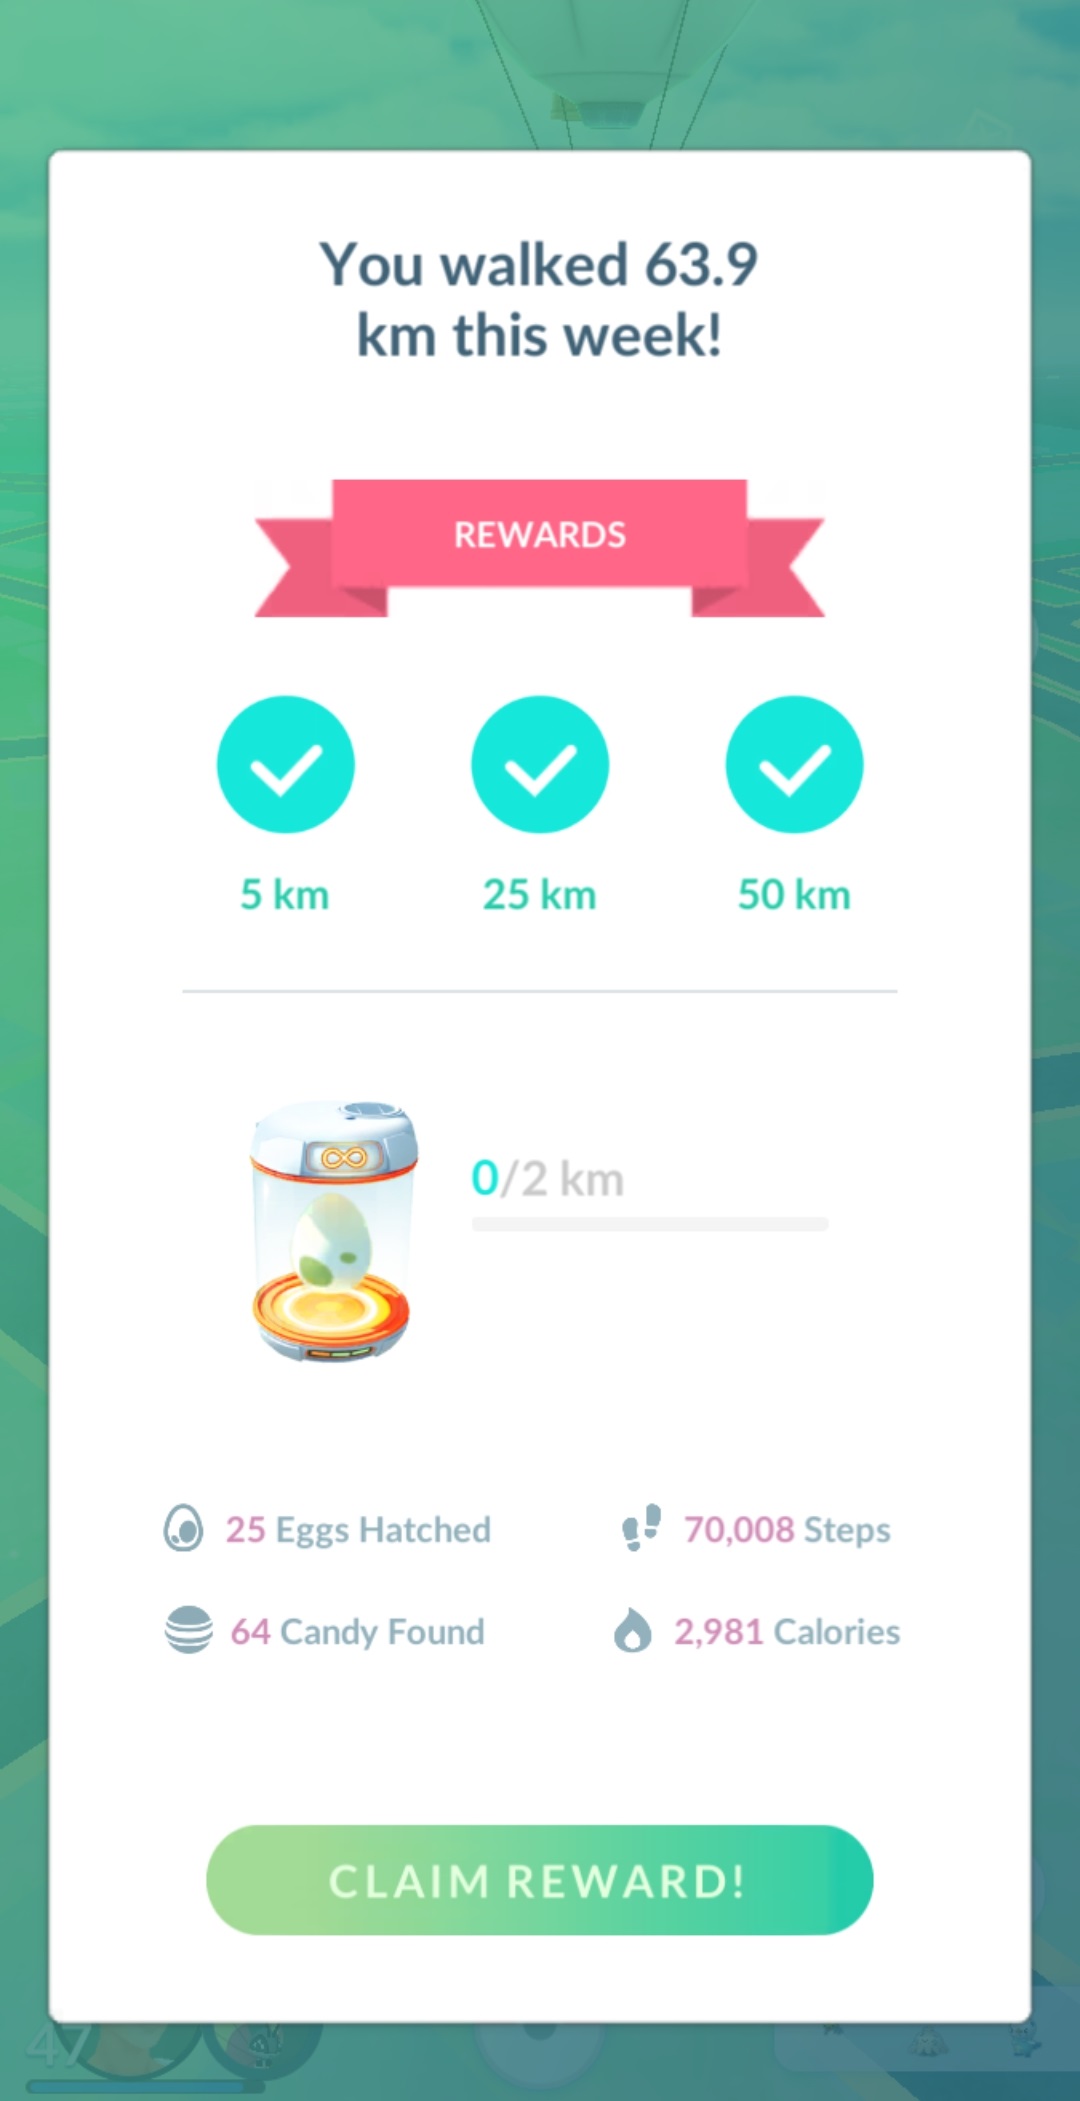 You walked 63.9
km this week!
REWARDS
5 km 25 km 50 km
0/2 km
25 Eggs Hatched 70,008 Steps
64 Candy Found 2,981 Calories
CLAIM REWARD!
47